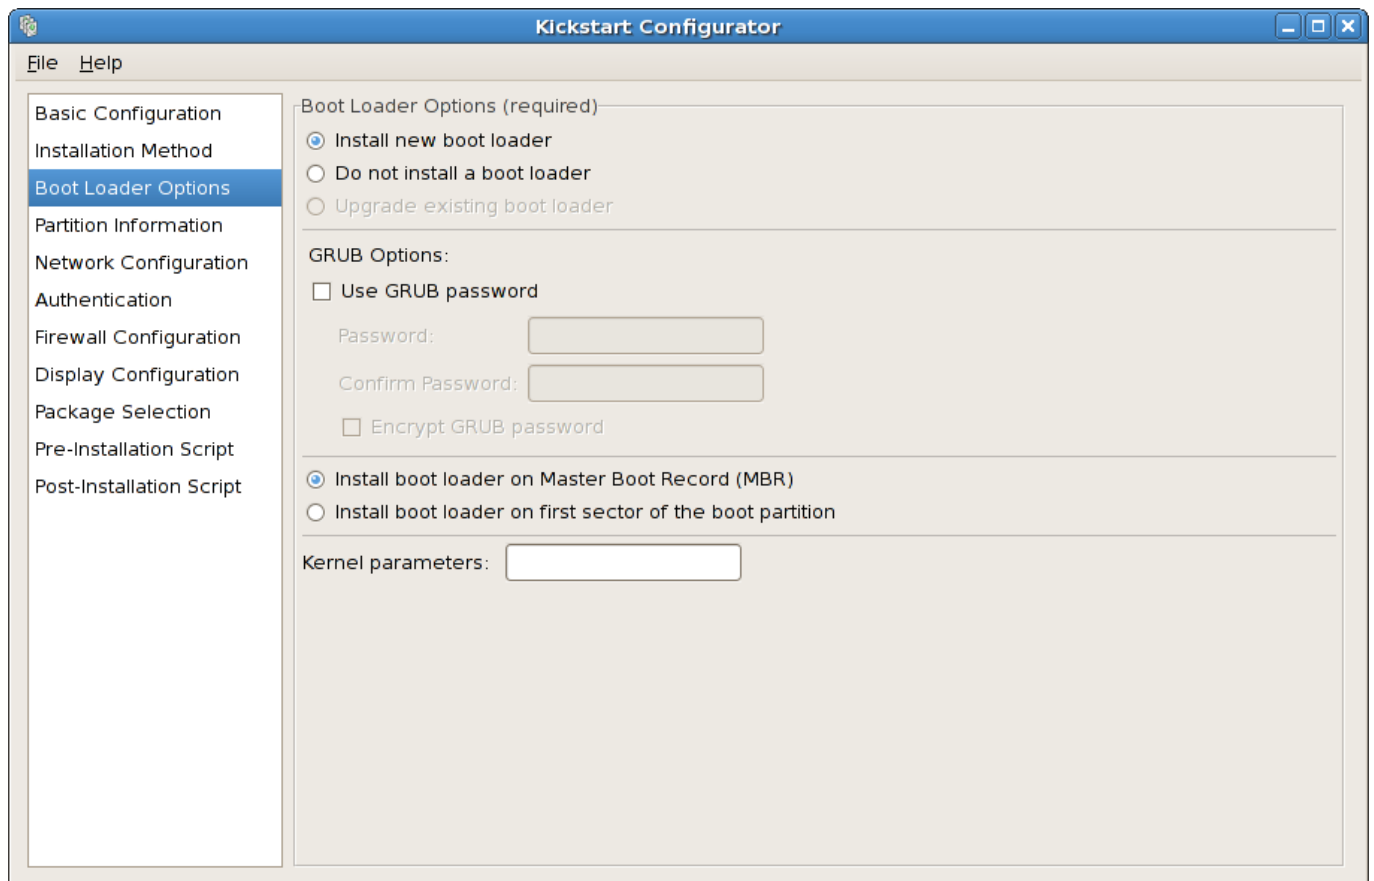 Kickstart Configurator
File Help
Basic Configuration
Installation Method
Boot Loader Options
Partition Information
Network Configuration
Authentication
Firewall Configuration
Display Configuration
Package Selection
Pre-Installation Script
Post-Installation Script
Boot Loader Options (required)
Install new boot loader
Do not install a boot loader
Upgrade existing boot loader
GRUB Options:
Use GRUB password
Password:
Confirm Password:
Encrypt GRUB password
Install boot loader on Master Boot Record (MBR)
Install boot loader on first sector of the boot partition
Kernel parameters: